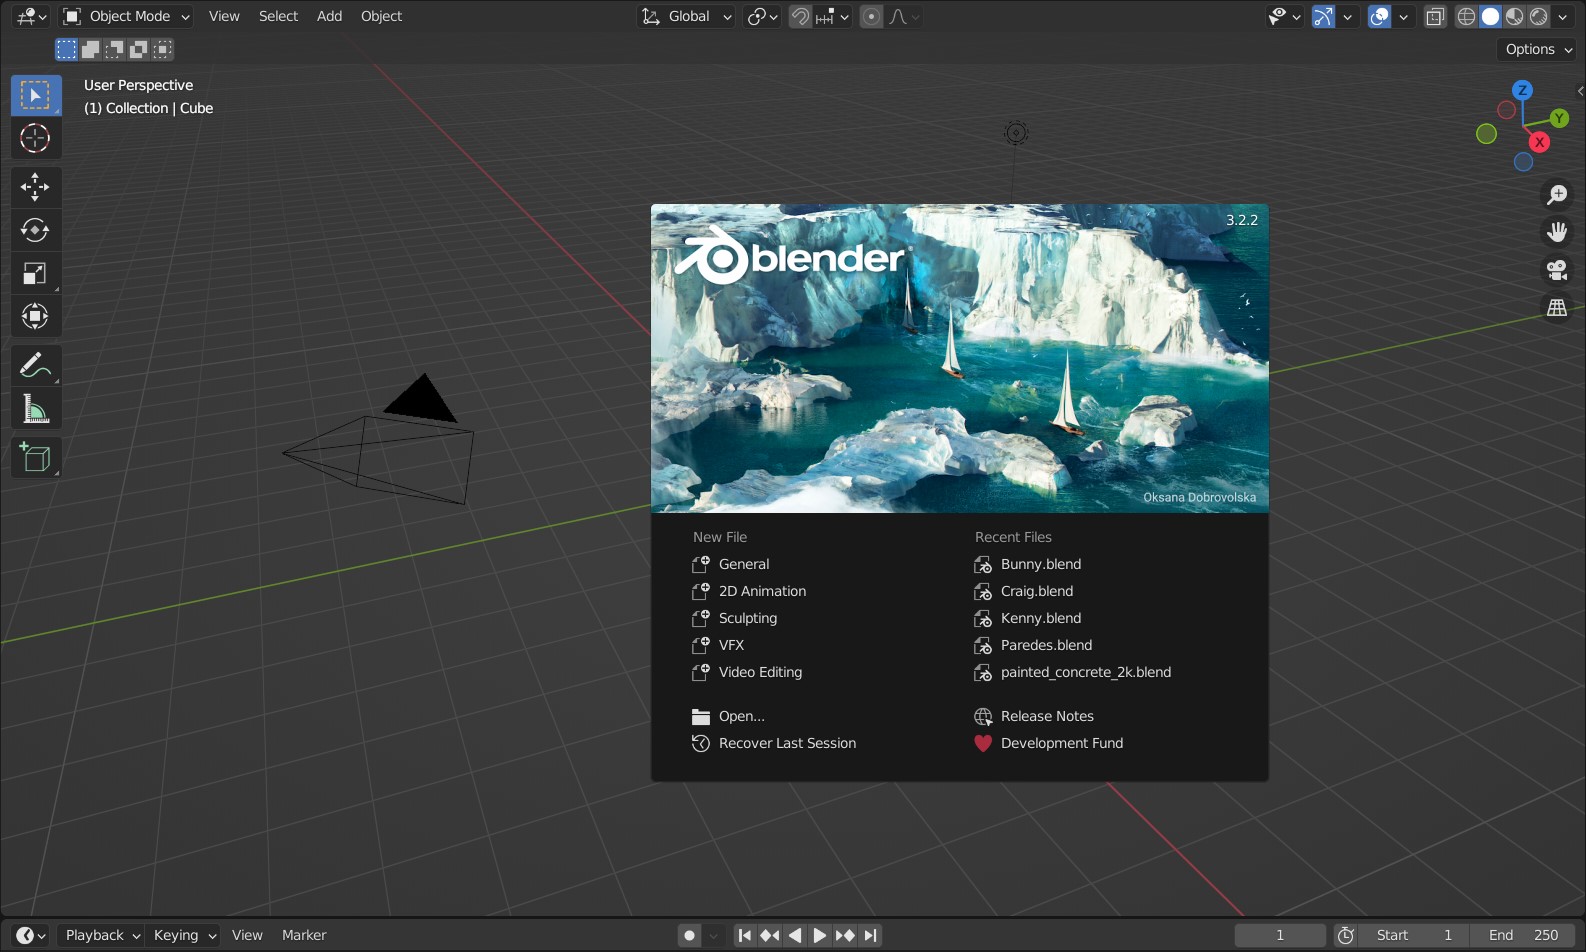 Object Mode View Select Add Object Global
Options
User Perspective
(1) Collection | Cube
Z
Y
X
3.2.2
blender
Oksana Dobrovolska
New File
General
2D Animation
Sculpting
VFX
Video Editing
Open...
Recover Last Session
Recent Files
Bunny.blend
Craig.blend
Kenny.blend
Paredes.blend
painted_concrete_2k.blend
Release Notes
Development Fund
Playback Keying View Marker 1 Start 1 End 250